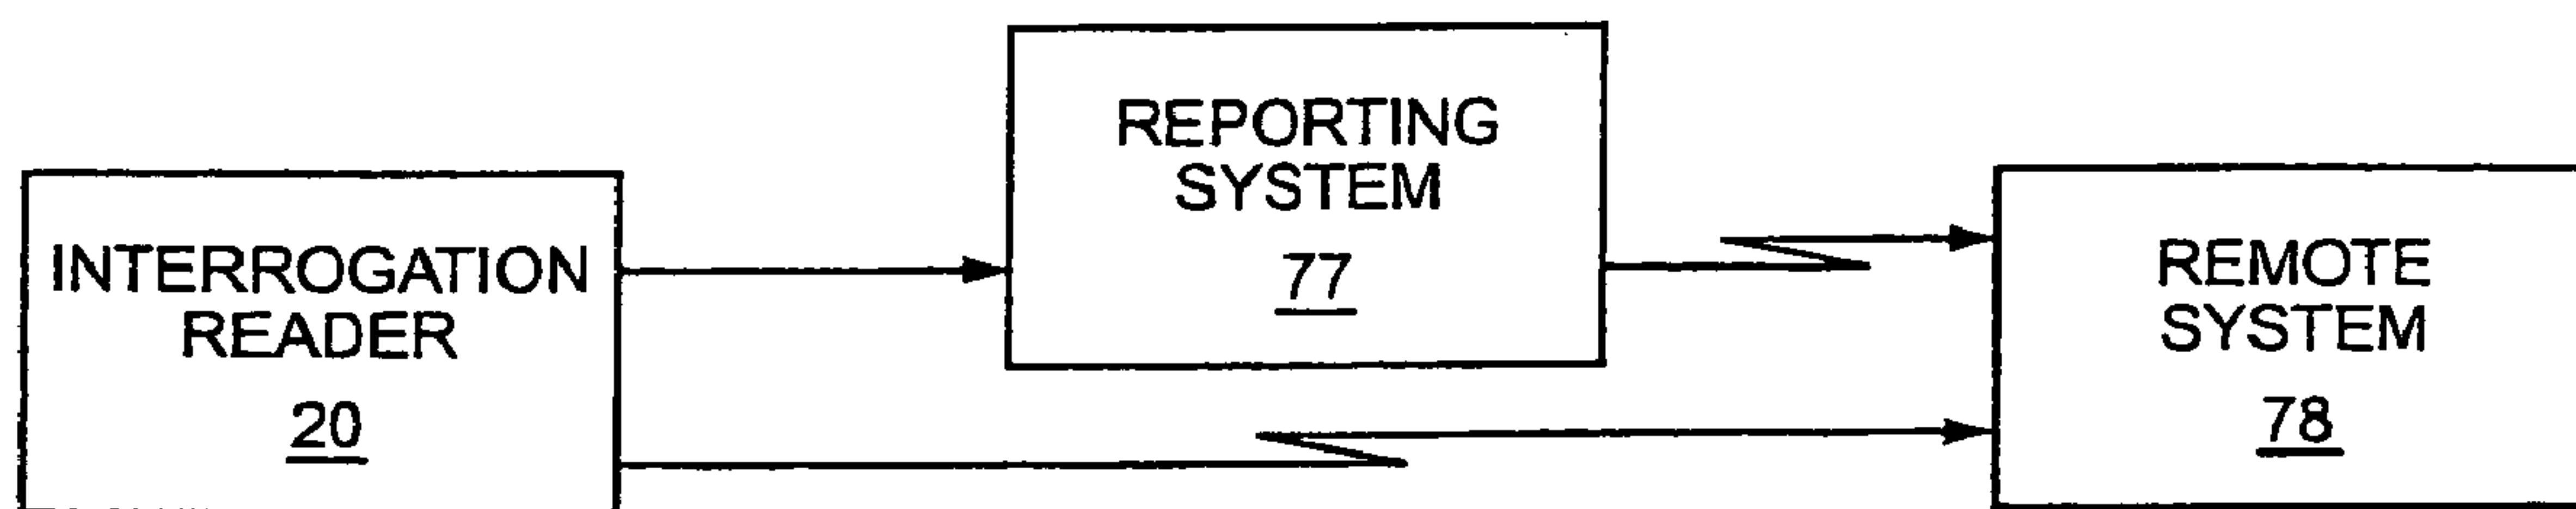 INTERROGATION
READER
20
REPORTING
SYSTEM
77
REMOTE
SYSTEM
78